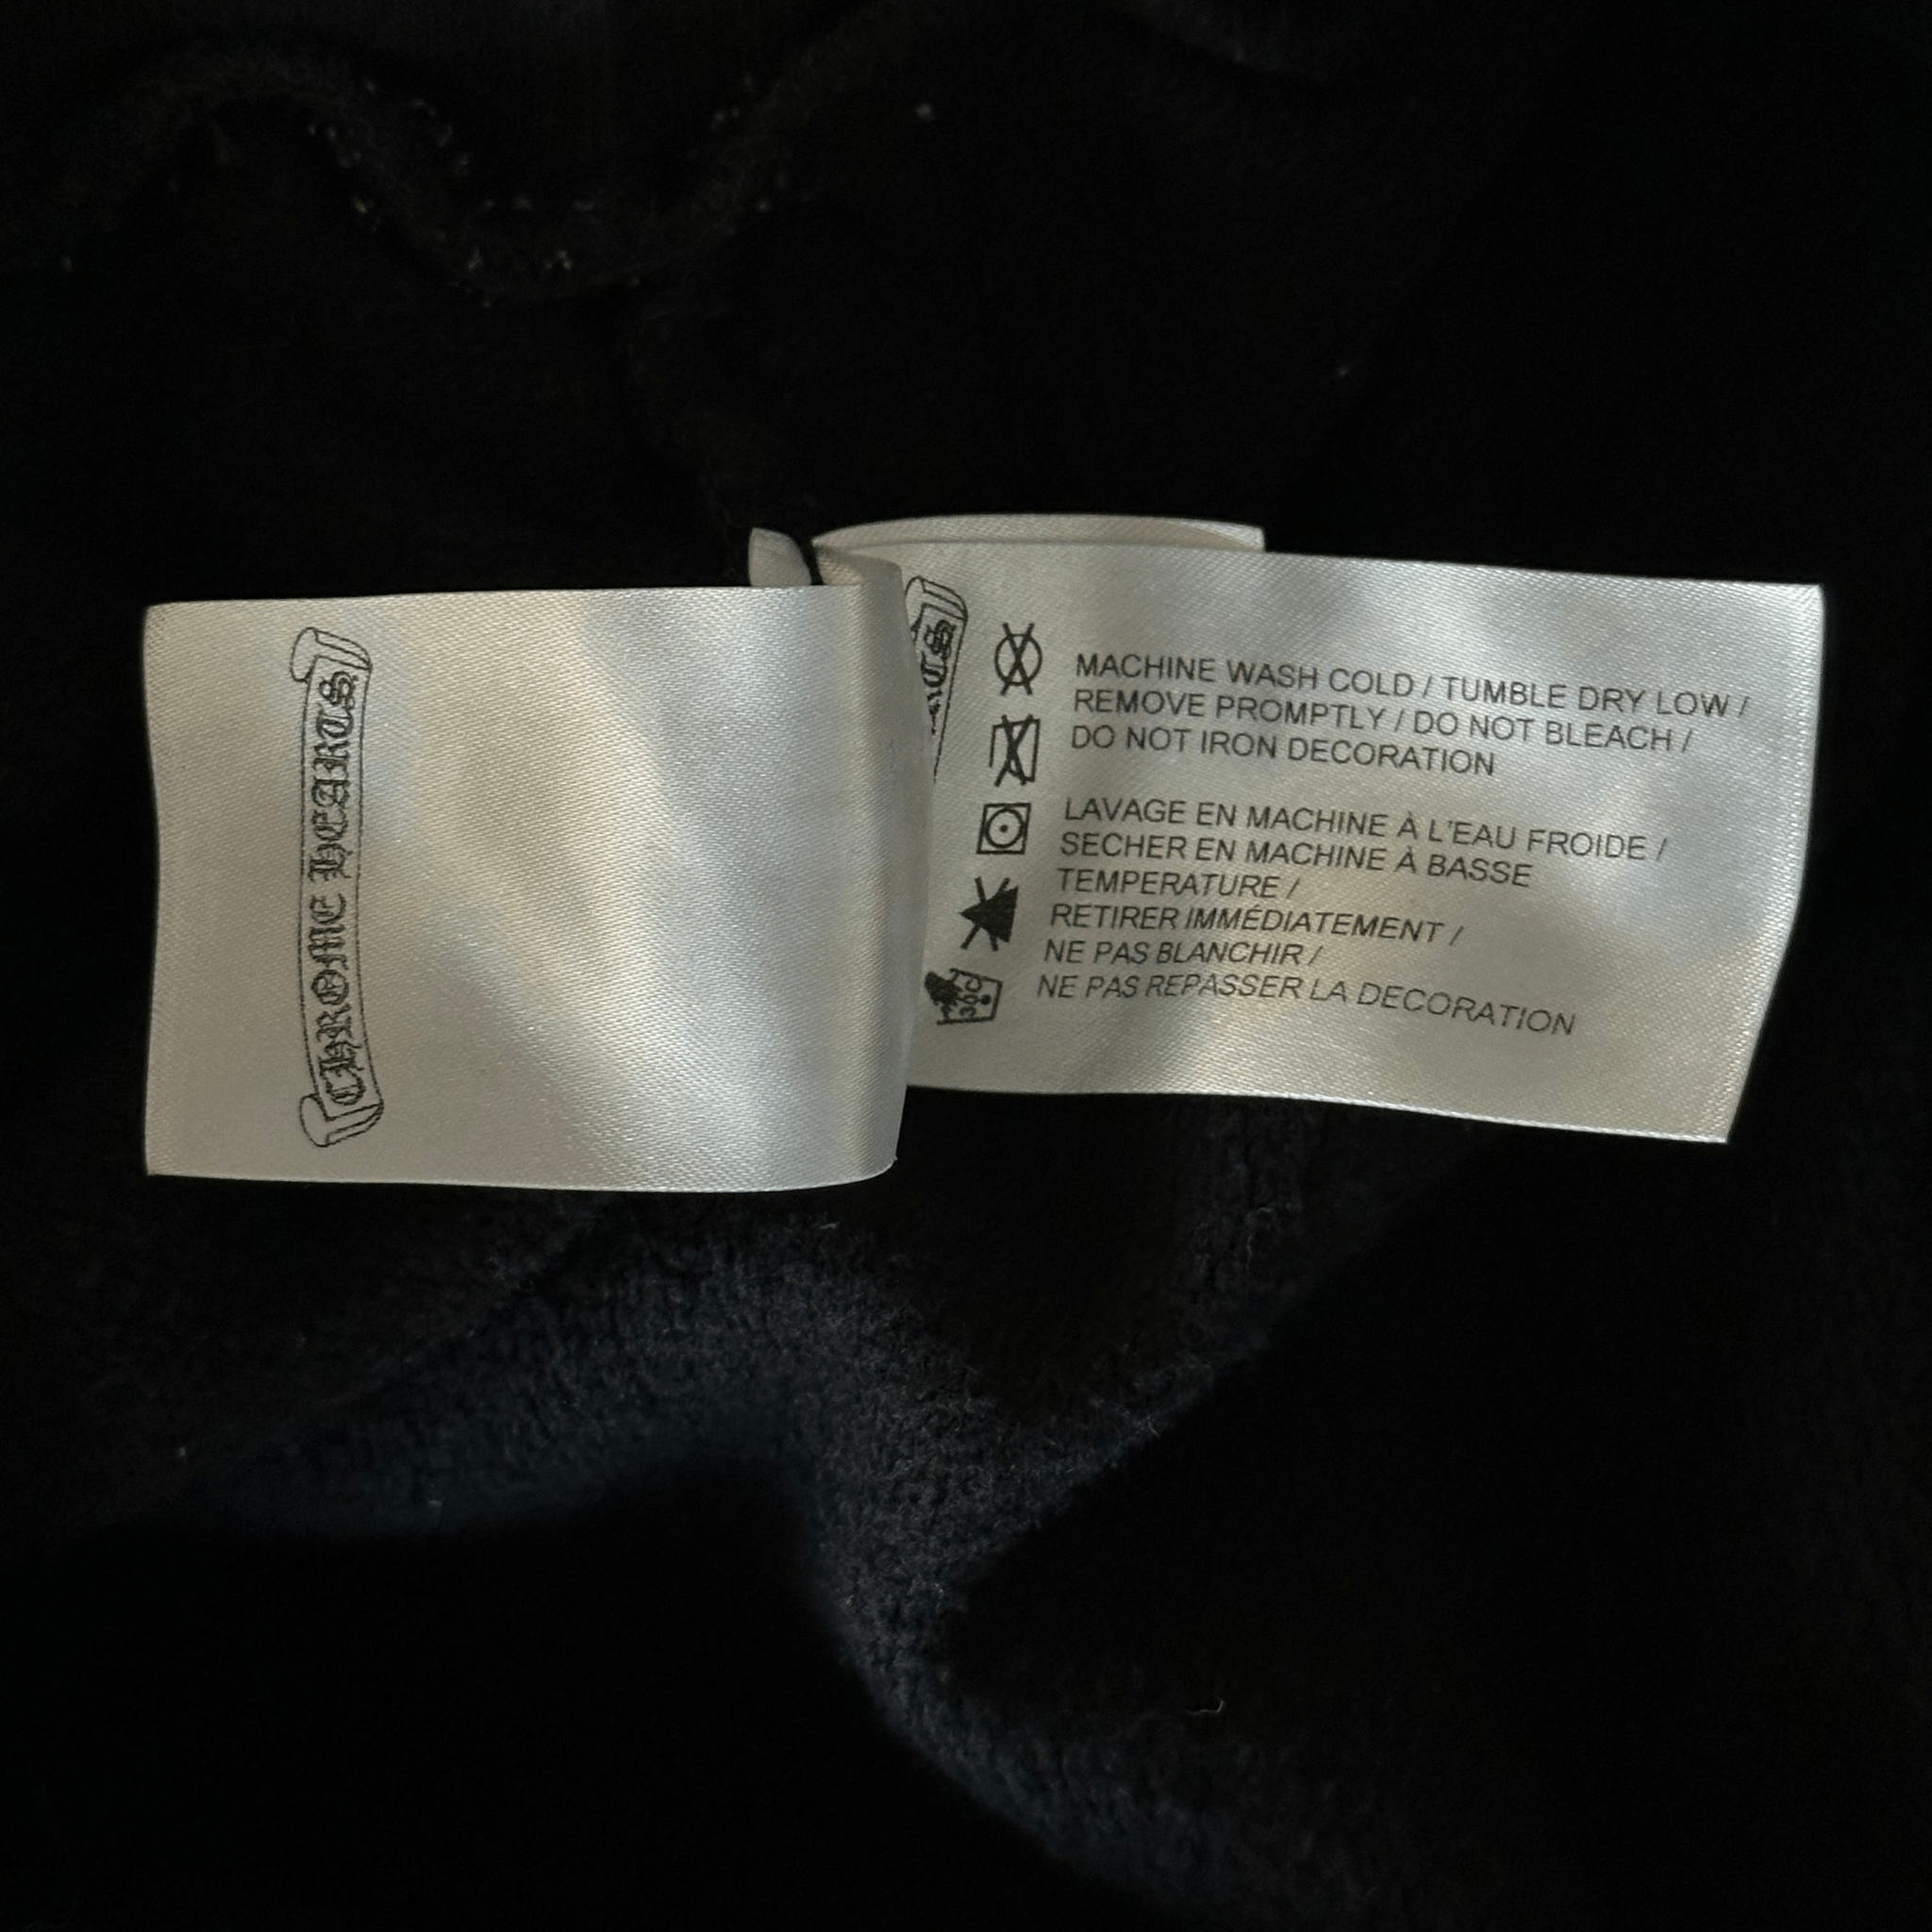 CHROME HEARTS
MACHINE WASH COLD / TUMBLE DRY LOW /
REMOVE PROMPTLY / DO NOT BLEACH /
DO NOT IRON DECORATION
LAVAGE EN MACHINE À L'EAU FROIDE /
SECHER EN MACHINE À BASSE
TEMPERATURE /
RETIRER IMMÉDIATEMENT /
NE PAS BLANCHIR /
NE PAS REPASSER LA DECORATION
30C